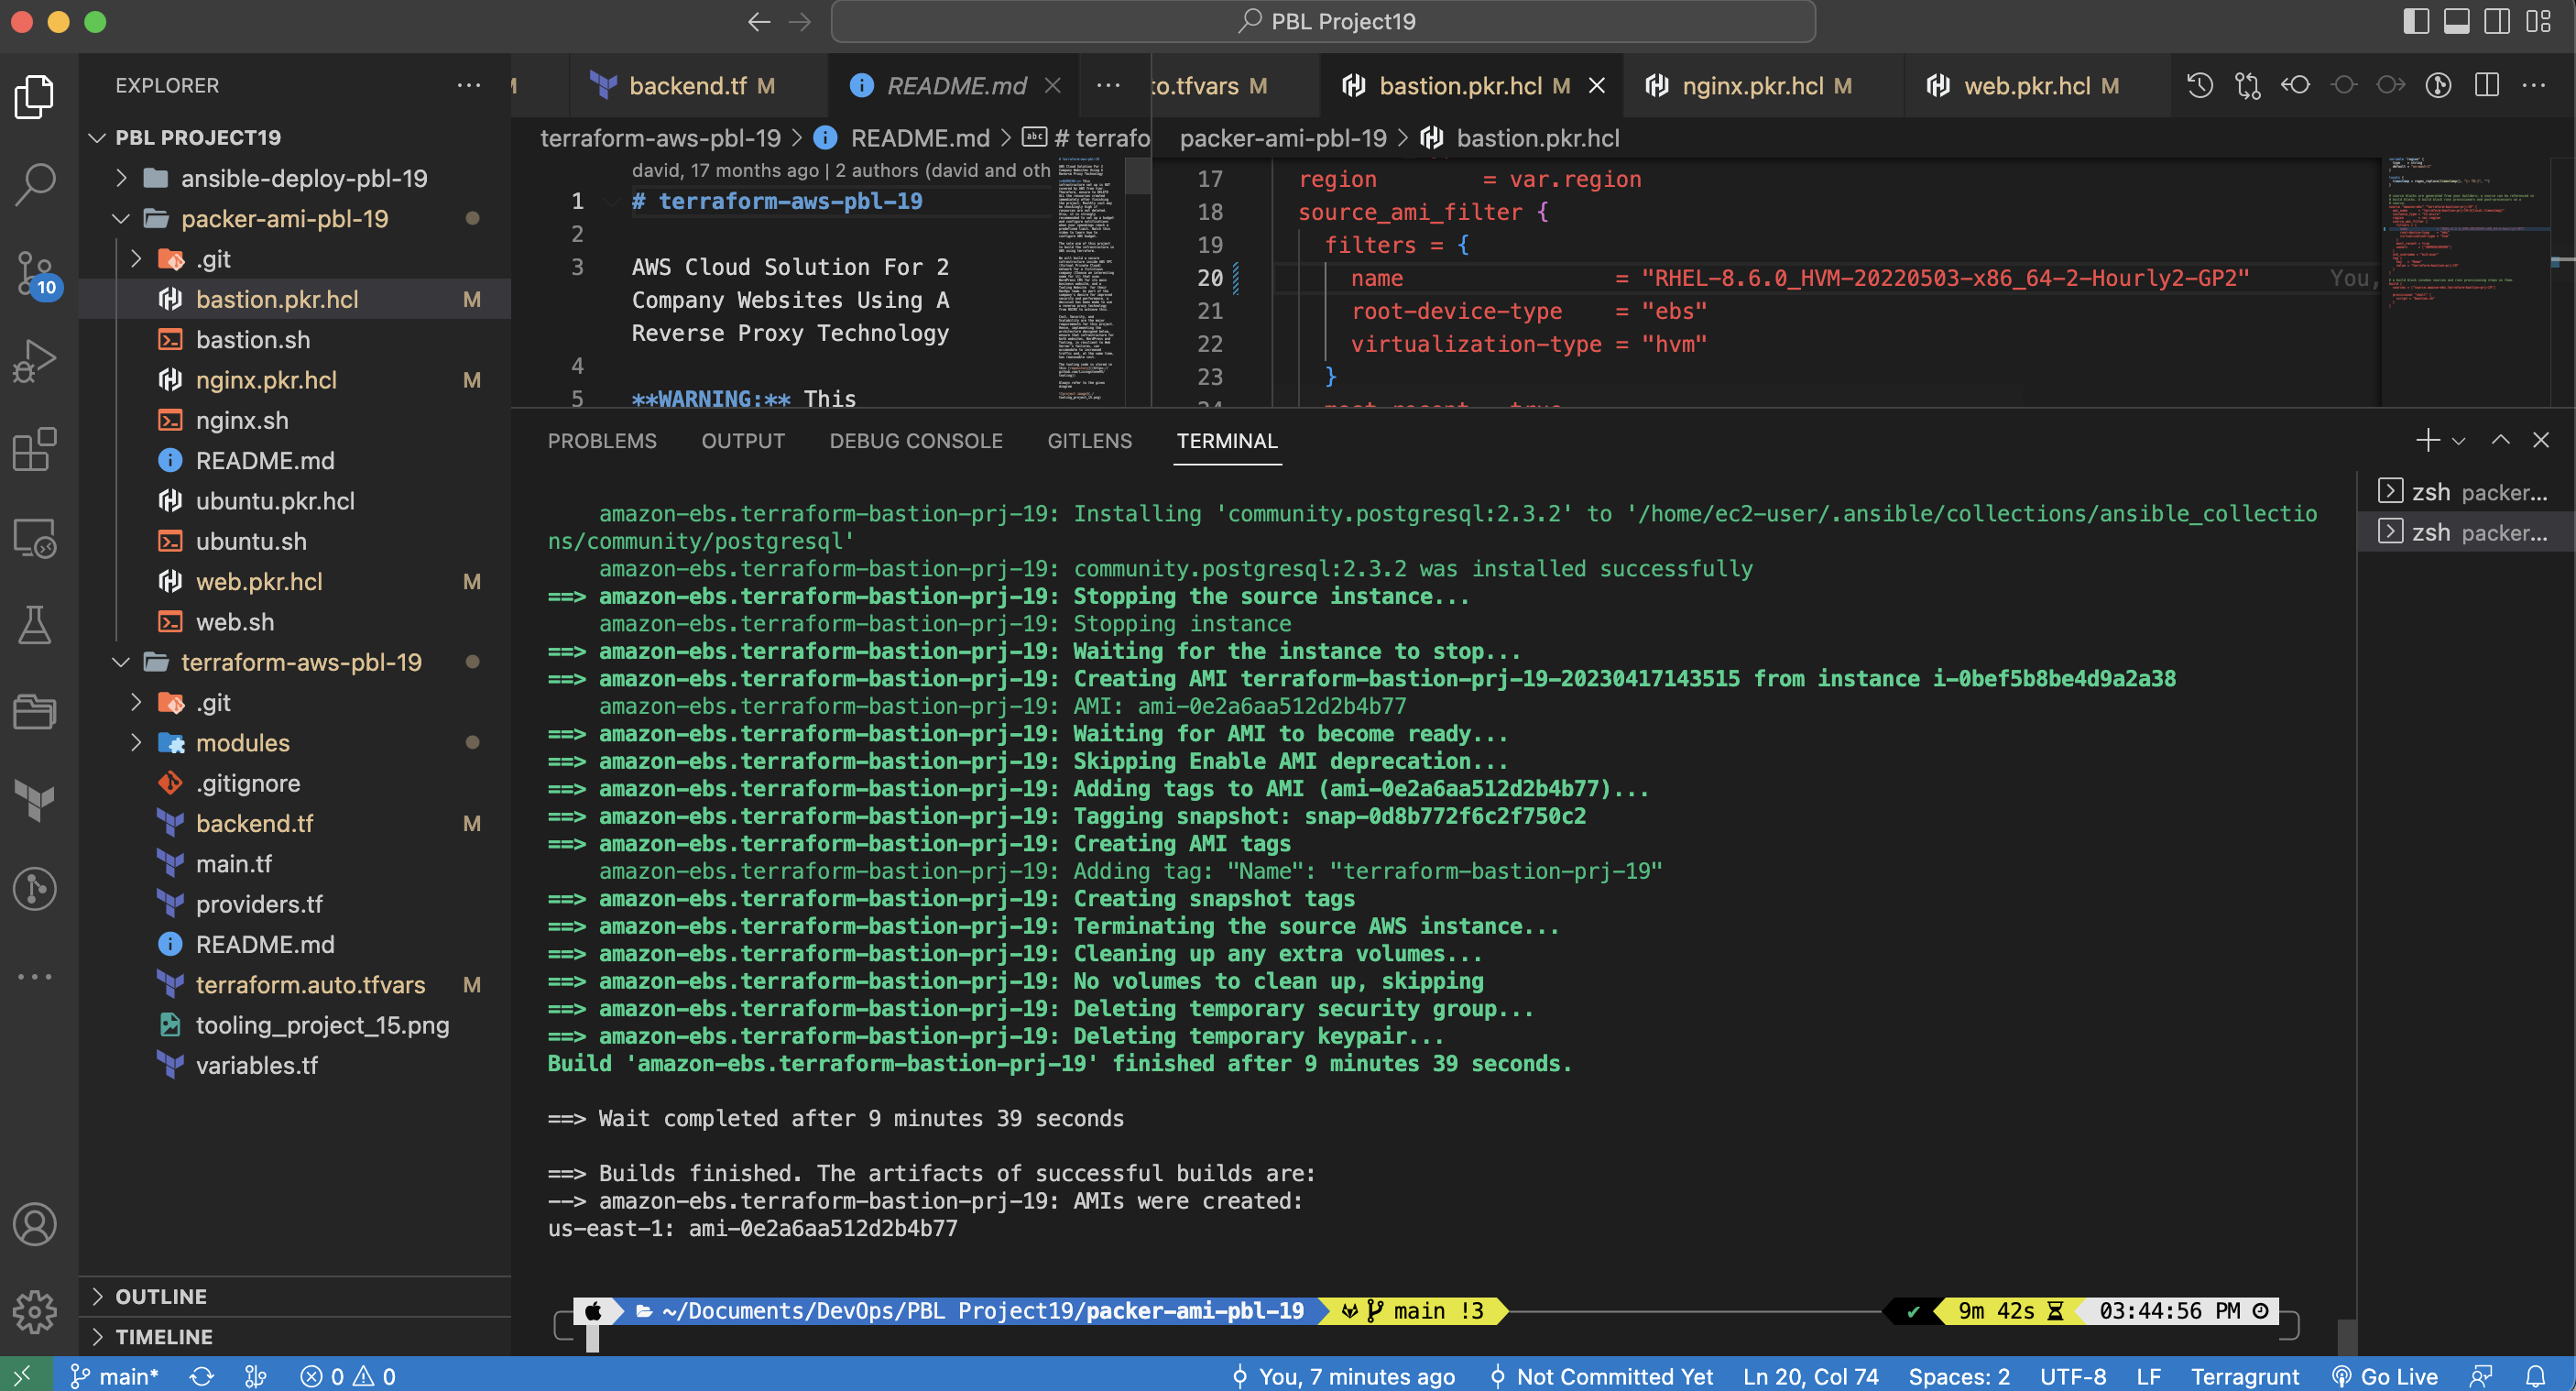 PBL Project19
EXPLORER
PBL PROJECT19
ansible-deploy-pbl-19
packer-ami-pbl-19
.git
bastion.pkr.hcl M
bastion.sh
nginx.pkr.hcl M
nginx.sh
README.md
ubuntu.pkr.hcl
ubuntu.sh
web.pkr.hcl M
web.sh
terraform-aws-pbl-19
.git
modules
.gitignore
backend.tf M
main.tf
providers.tf
README.md
terraform.auto.tfvars M
tooling_project_15.png
variables.tf
OUTLINE
TIMELINE
10
M
backend.tf M
README.md
terraform-aws-pbl-19 > README.md > # terrafo
david, 17 months ago | 2 authors (david and oth
1 # terraform-aws-pbl-19
2
3 AWS Cloud Solution For 2
Company Websites Using A
Reverse Proxy Technology
4
5 **WARNING:** This
to.tfvars M
bastion.pkr.hcl M
nginx.pkr.hcl M
web.pkr.hcl M
packer-ami-pbl-19 > bastion.pkr.hcl
17 region = var.region
18 source_ami_filter {
19 filters = {
20 name = "RHEL-8.6.0_HVM-20220503-x86_64-2-Hourly2-GP2" You,
21 root-device-type = "ebs"
22 virtualization-type = "hvm"
23 }
24 most_recent = true
PROBLEMS OUTPUT DEBUG CONSOLE GITLENS TERMINAL
zsh packer...
zsh packer...
amazon-ebs.terraform-bastion-prj-19: Installing 'community.postgresql:2.3.2' to '/home/ec2-user/.ansible/collections/ansible_collectio
ns/community/postgresql'
amazon-ebs.terraform-bastion-prj-19: community.postgresql:2.3.2 was installed successfully
==> amazon-ebs.terraform-bastion-prj-19: Stopping the source instance...
amazon-ebs.terraform-bastion-prj-19: Stopping instance
==> amazon-ebs.terraform-bastion-prj-19: Waiting for the instance to stop...
==> amazon-ebs.terraform-bastion-prj-19: Creating AMI terraform-bastion-prj-19-20230417143515 from instance i-0bef5b8be4d9a2a38
amazon-ebs.terraform-bastion-prj-19: AMI: ami-0e2a6aa512d2b4b77
==> amazon-ebs.terraform-bastion-prj-19: Waiting for AMI to become ready...
==> amazon-ebs.terraform-bastion-prj-19: Skipping Enable AMI deprecation...
==> amazon-ebs.terraform-bastion-prj-19: Adding tags to AMI (ami-0e2a6aa512d2b4b77)...
==> amazon-ebs.terraform-bastion-prj-19: Tagging snapshot: snap-0d8b772f6c2f750c2
==> amazon-ebs.terraform-bastion-prj-19: Creating AMI tags
amazon-ebs.terraform-bastion-prj-19: Adding tag: "Name": "terraform-bastion-prj-19"
==> amazon-ebs.terraform-bastion-prj-19: Creating snapshot tags
==> amazon-ebs.terraform-bastion-prj-19: Terminating the source AWS instance...
==> amazon-ebs.terraform-bastion-prj-19: Cleaning up any extra volumes...
==> amazon-ebs.terraform-bastion-prj-19: No volumes to clean up, skipping
==> amazon-ebs.terraform-bastion-prj-19: Deleting temporary security group...
==> amazon-ebs.terraform-bastion-prj-19: Deleting temporary keypair...
Build 'amazon-ebs.terraform-bastion-prj-19' finished after 9 minutes 39 seconds.
==> Wait completed after 9 minutes 39 seconds
==> Builds finished. The artifacts of successful builds are:
--> amazon-ebs.terraform-bastion-prj-19: AMIs were created:
us-east-1: ami-0e2a6aa512d2b4b77
~/Documents/DevOps/PBL Project19/packer-ami-pbl-19 main !3 ✔ 9m 42s 03:44:56 PM
main* 0 0 You, 7 minutes ago Not Committed Yet Ln 20, Col 74 Spaces: 2 UTF-8 LF Terragrunt Go Live